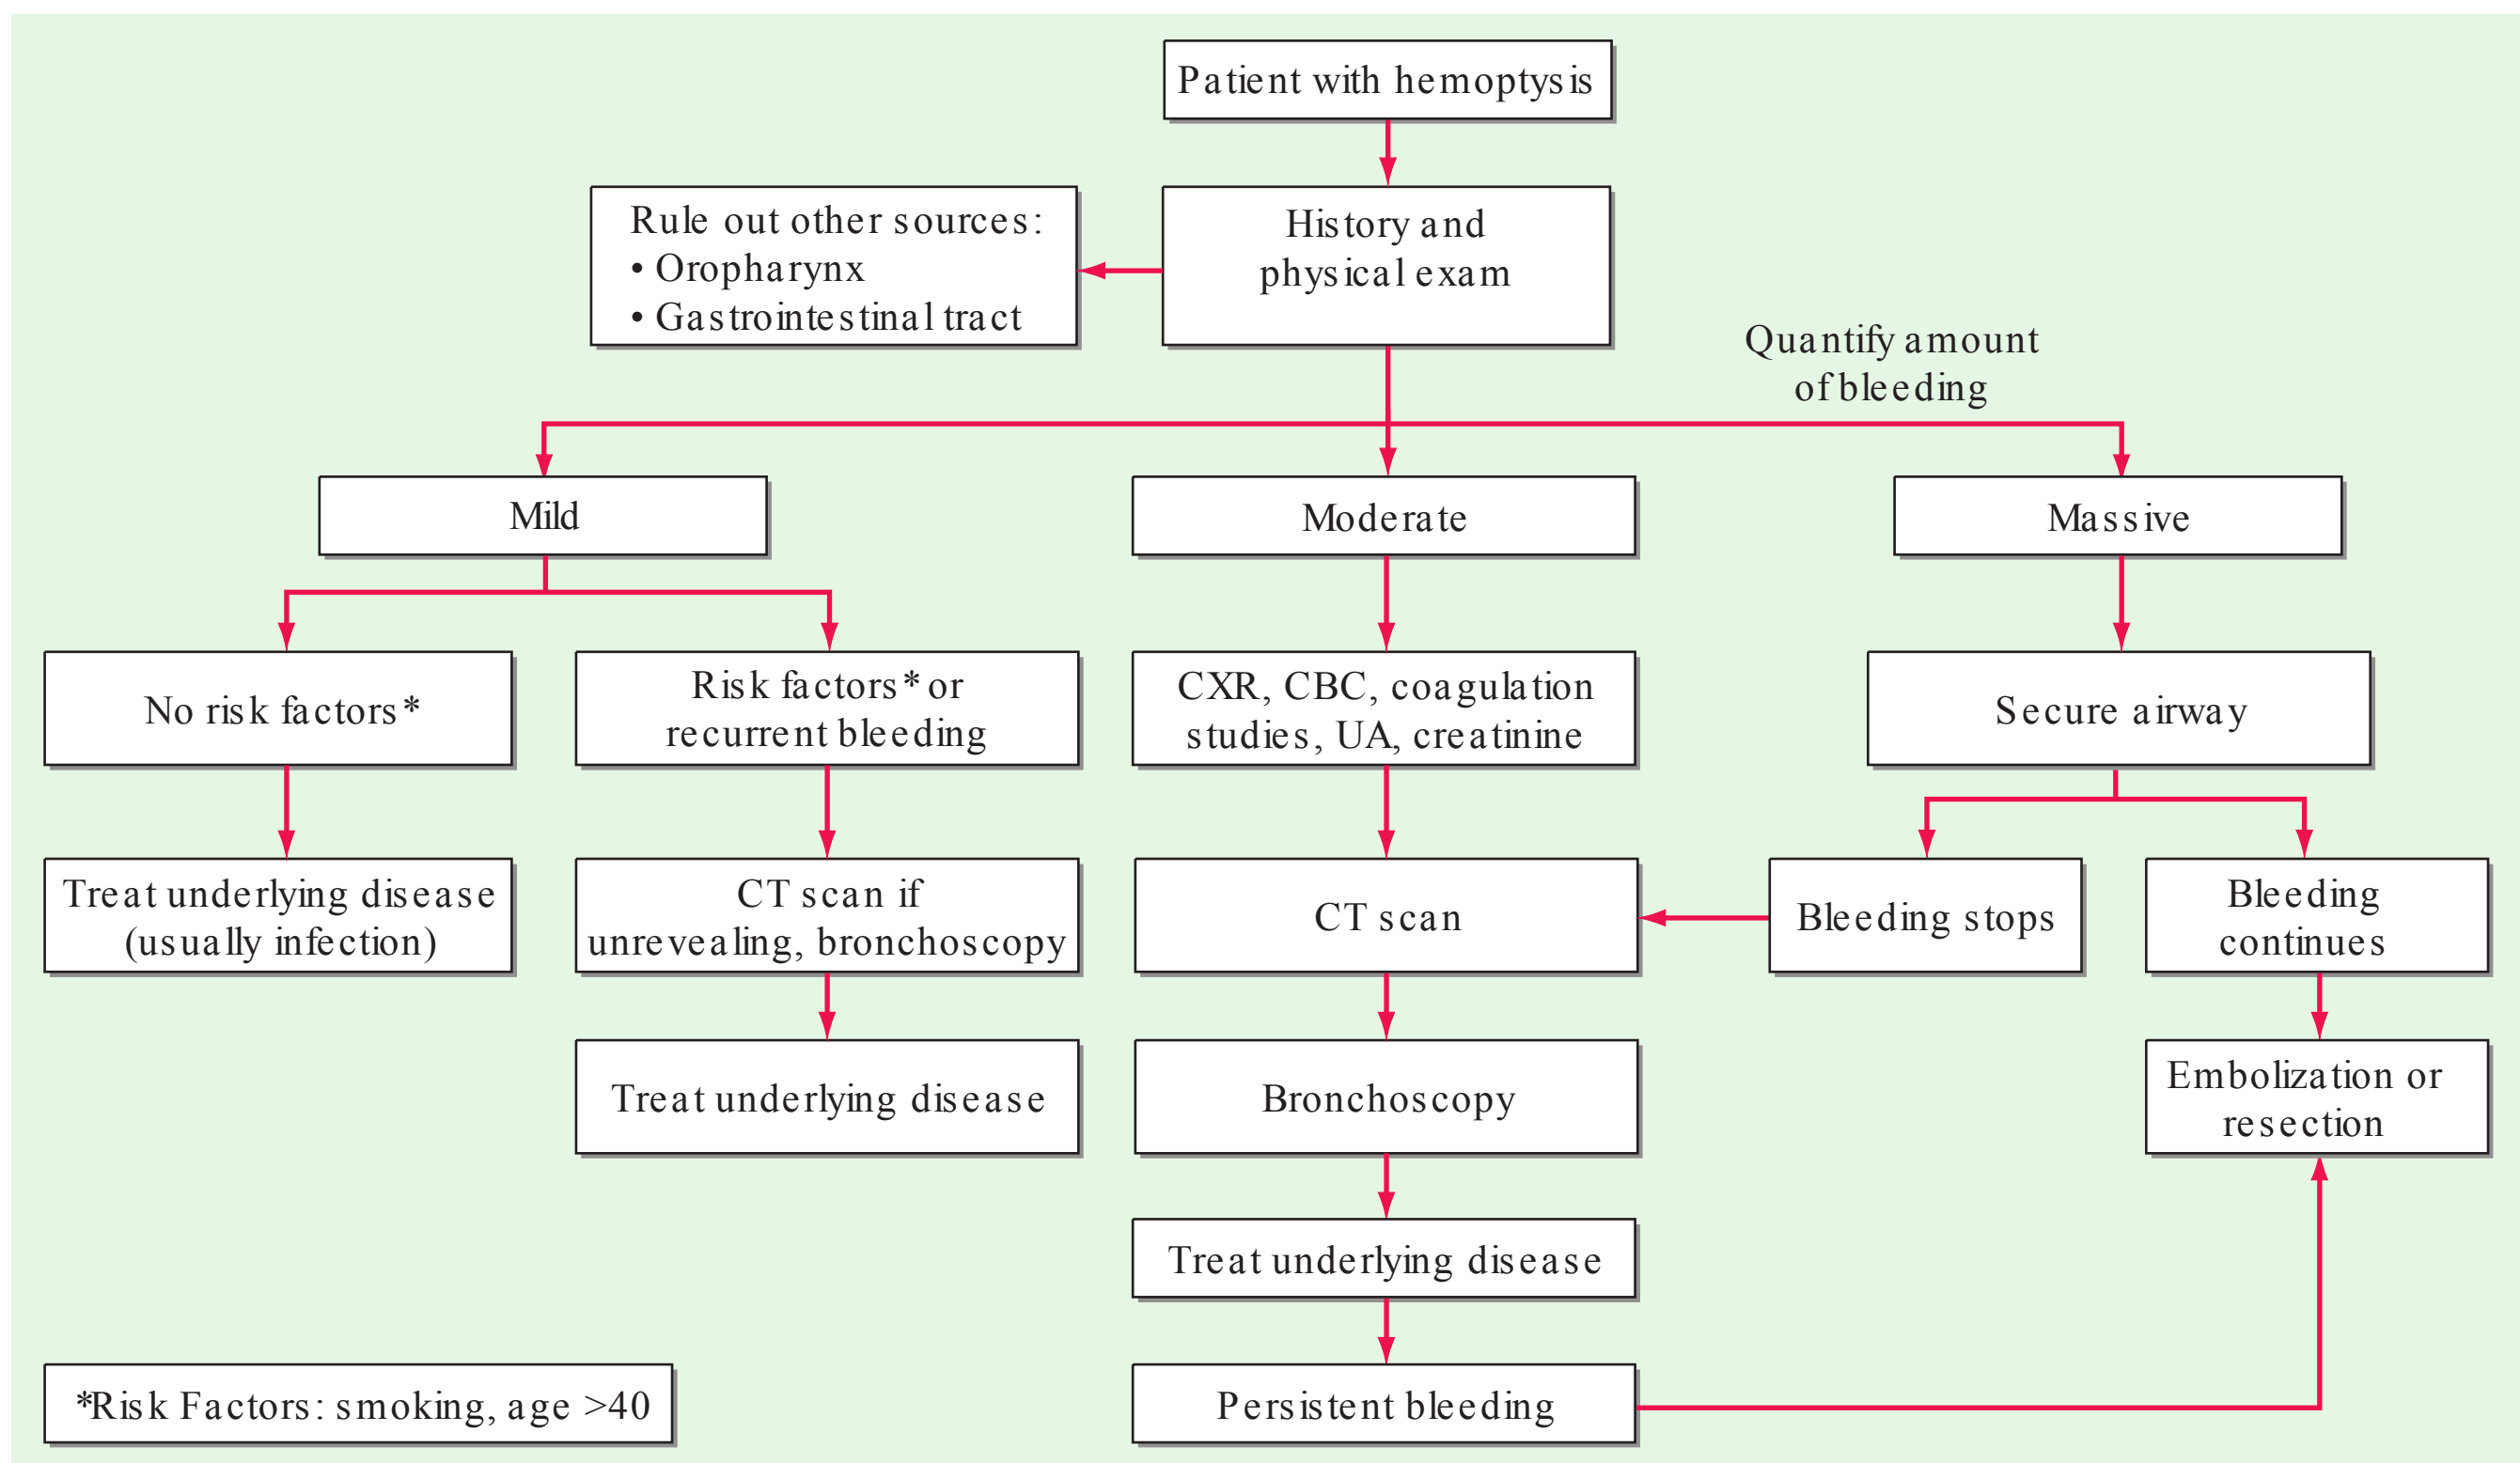 Patient with hemoptysis
Rule out other sources:
• Oropharynx
• Gastrointestinal tract
History and
physical exam
Quantify amount
of bleeding
Mild
Moderate
Massive
No risk factors*
Risk factors* or
recurrent bleeding
CXR, CBC, coagulation
studies, UA, creatinine
Secure airway
Treat underlying disease
(usually infection)
CT scan if
unrevealing, bronchoscopy
CT scan
Bleeding stops
Bleeding
continues
Treat underlying disease
Bronchoscopy
Embolization or
resection
Treat underlying disease
Persistent bleeding
*Risk Factors: smoking, age >40